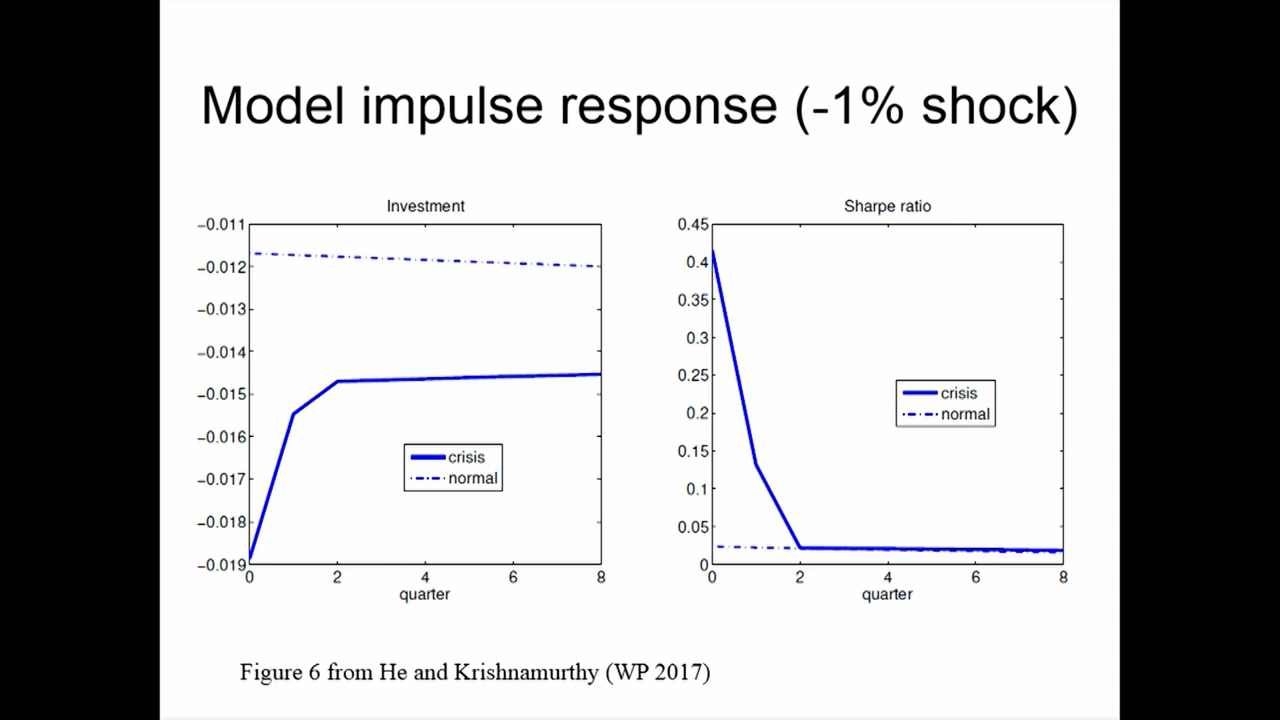 Model impulse response (-1% shock)
Investment
−0.011
−0.012
−0.013
−0.014
−0.015
−0.016
−0.017
−0.018
−0.019
0 2 4 6 8
quarter
crisis
normal
Sharpe ratio
0.45
0.4
0.35
0.3
0.25
0.2
0.15
0.1
0.05
0
0 2 4 6 8
quarter
crisis
normal
Figure 6 from He and Krishnamurthy (WP 2017)